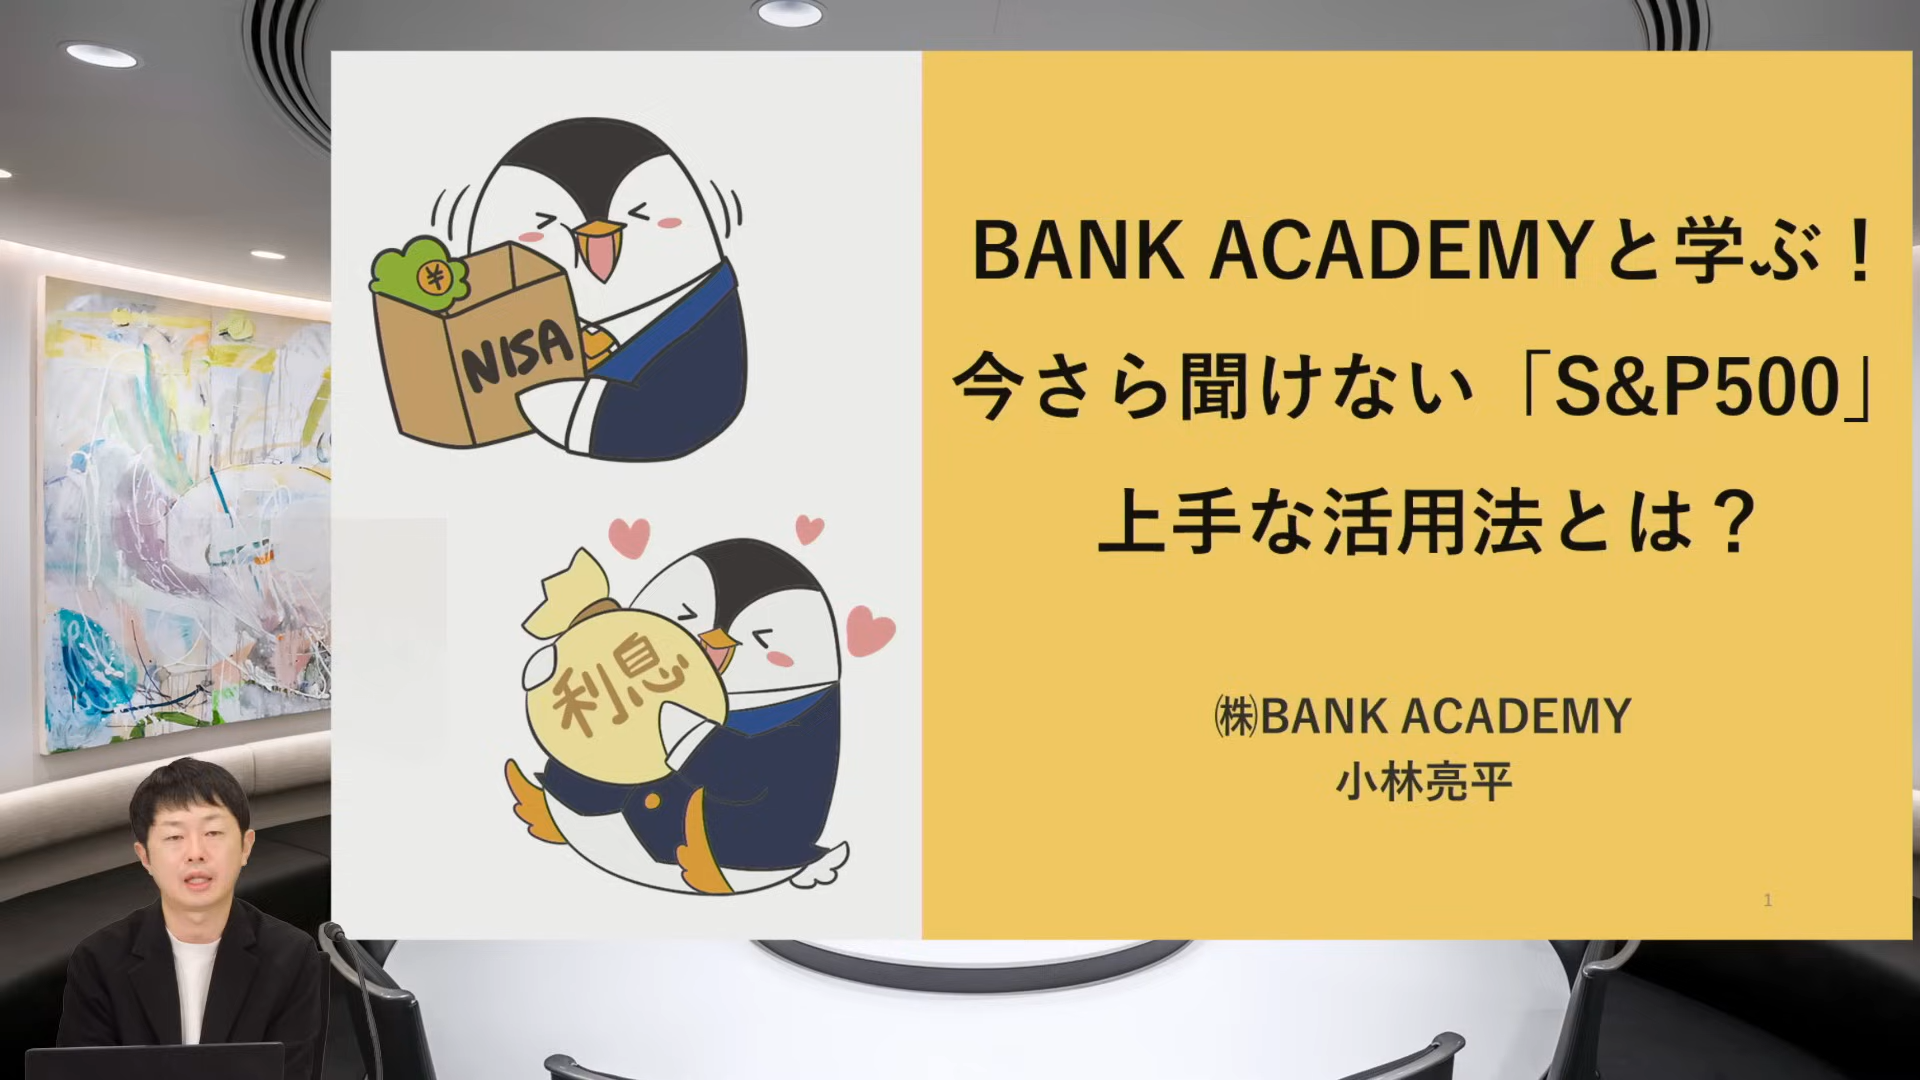 ¥
NISA
利息
BANK ACADEMYと学ぶ！
今さら聞けない「S&P500」
上手な活用法とは？
㈱BANK ACADEMY
小林亮平
1